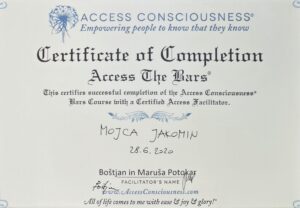 ACCESS CONSCIOUSNESS®
Empowering people to know that they know
Certificate of Completion
Access The Bars®
This certifies successful completion of the Access Consciousness®
Bars Course with a Certified Access Facilitator.
MOJCA JAKOMIN
28.6.2020
Boštjan in Maruša Potokar
FACILITATOR'S NAME
www.AccessConsciousness.com
All of life comes to me with ease & joy & glory!®